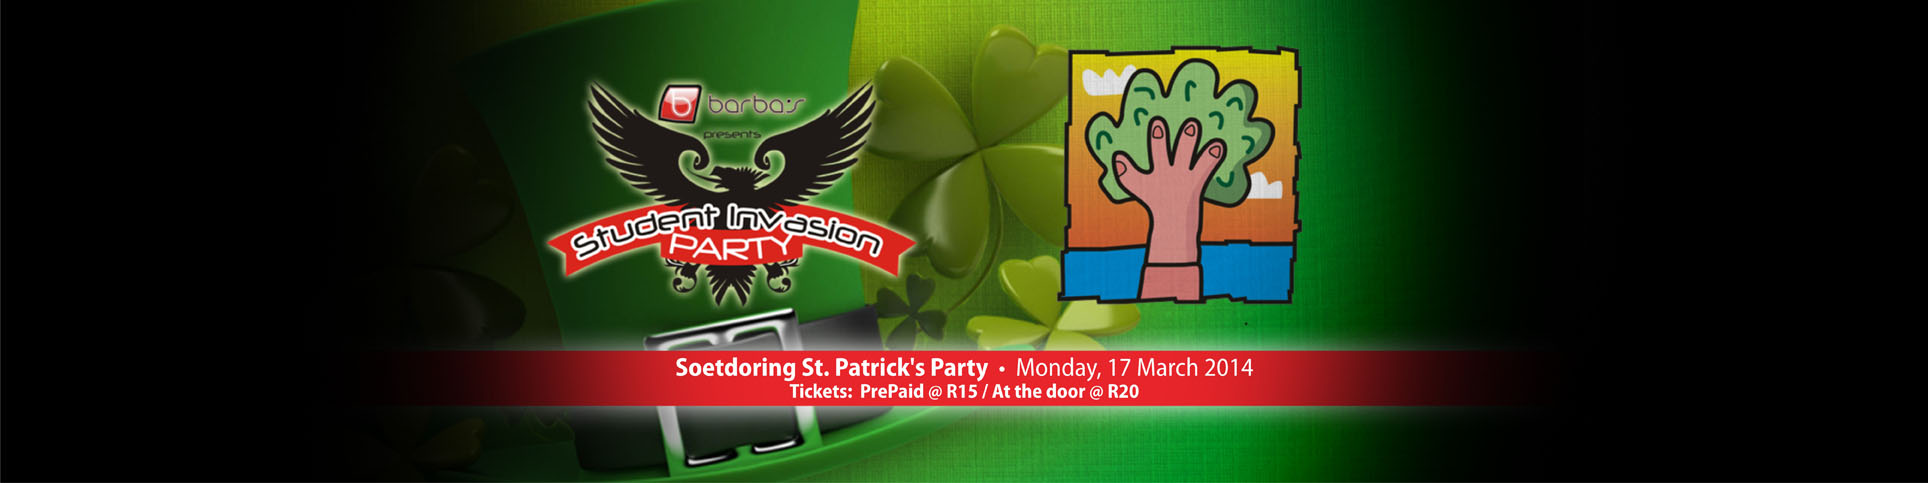 barba's
presents
Student Invasion
PARTY
Soetdoring St. Patrick's Party • Monday, 17 March 2014
Tickets: PrePaid @ R15 / At the door @ R20